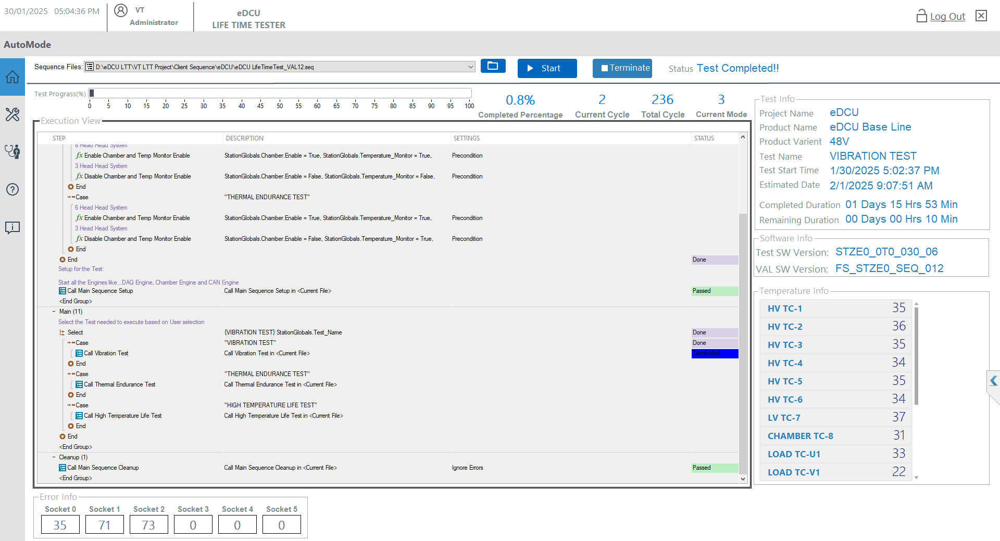 30/01/2025 05:04:36 PM
VT
Administrator
eDCU
LIFE TIME TESTER
Log Out
AutoMode
Sequence Files: D:\eDCU LTT\VT LTT Project\Client Sequence\eDCU\eDCU LifeTimeTest_VAL12.seq
Start
Terminate
Status Test Completed!!
Test Prograss(%)
0 5 10 15 20 25 30 35 40 45 50 55 60 65 70 75 80 85 90 95 100
0.8% 2 236 3
Completed Percentage Current Cycle Total Cycle Current Mode
Execution View
STEP DESCRIPTION SETTINGS STATUS
6 Head Head System
fx Enable Chamber and Temp Monitor Enable StationGlobals.Chamber.Enable = True, StationGlobals.Temperature_Monitor = True, Precondition
3 Head Head System
fx Disable Chamber and Temp Monitor Enable StationGlobals.Chamber.Enable = False, StationGlobals.Temperature_Monitor = False, Precondition
End
Case "THERMAL ENDURANCE TEST"
6 Head Head System
fx Enable Chamber and Temp Monitor Enable StationGlobals.Chamber.Enable = True, StationGlobals.Temperature_Monitor = True, Precondition
3 Head Head System
fx Disable Chamber and Temp Monitor Enable StationGlobals.Chamber.Enable = False, StationGlobals.Temperature_Monitor = True, Precondition
End
End Done
Setup for the Test:
Start all the Engines like...DAQ Engine, Chamber Engine and CAN Engine
Call Main Sequence Setup Call Main Sequence Setup in <Current File> Passed
<End Group>
− Main (11)
Select the Test needed to execute based on User selection
Select {VIBRATION TEST} StationGlobals.Test_Name Done
Case "VIBRATION TEST" Done
Call Vibration Test Call Vibration Test in <Current File> Terminated
End
Case "THERMAL ENDURANCE TEST"
Call Thermal Endurance Test Call Thermal Endurance Test in <Current File>
End
Case "HIGH TEMPERATURE LIFE TEST"
Call High Temperature Life Test Call High Temperature Life Test in <Current File>
End
End
<End Group>
− Cleanup (1)
Call Main Sequence Cleanup Call Main Sequence Cleanup in <Current File> Ignore Errors Passed
<End Group>
Test Info
Project Name eDCU
Product Name eDCU Base Line
Product Varient 48V
Test Name VIBRATION TEST
Test Start Time 1/30/2025 5:02:37 PM
Estimated Date 2/1/2025 9:07:51 AM
Completed Duration 01 Days 15 Hrs 53 Min
Remaining Duration 00 Days 00 Hrs 10 Min
Software Info
Test SW Version: STZE0_0T0_030_06
VAL SW Version: FS_STZE0_SEQ_012
Temperature Info
HV TC-1 35
HV TC-2 36
HV TC-3 35
HV TC-4 34
HV TC-5 35
HV TC-6 34
LV TC-7 37
CHAMBER TC-8 31
LOAD TC-U1 33
LOAD TC-V1 22
Error Info
Socket 0 Socket 1 Socket 2 Socket 3 Socket 4 Socket 5
35 71 73 0 0 0